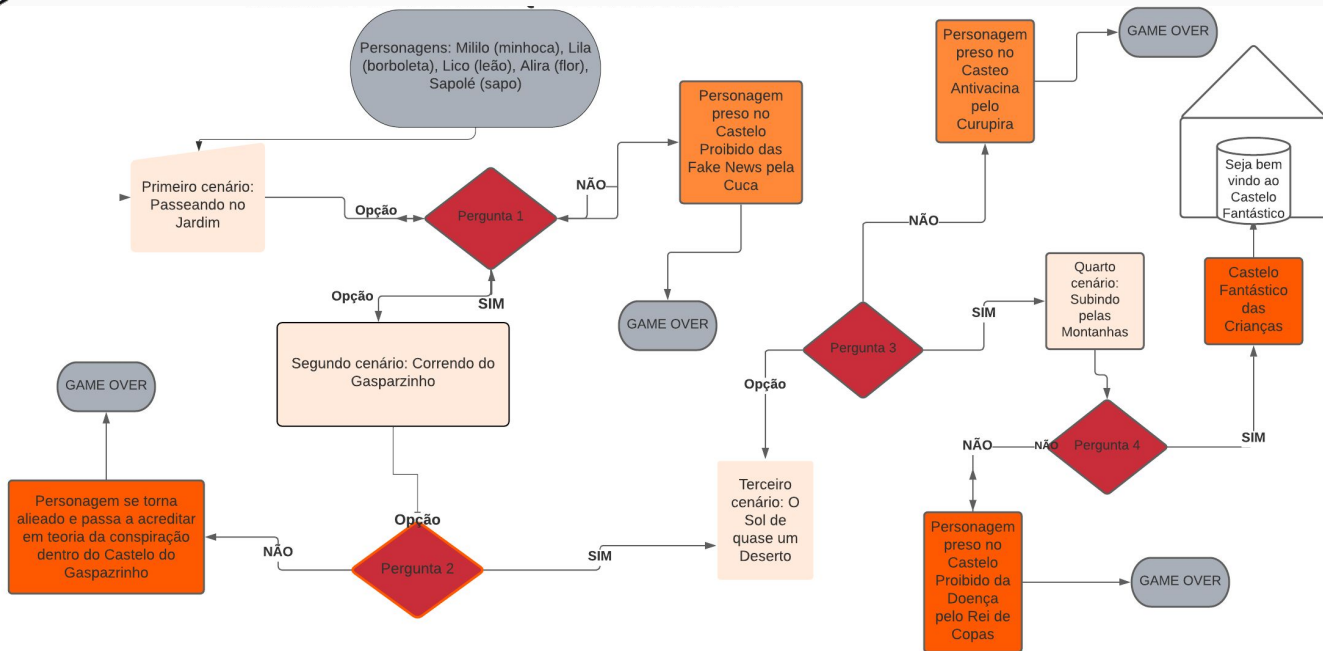 Personagens: Mililo (minhoca), Lila
(borboleta), Lico (leão), Alira (flor),
Sapolé (sapo)
Primeiro cenário:
Passeando no
Jardim
Opção
Pergunta 1
NÃO
Personagem
preso no
Castelo
Proibido das
Fake News pela
Cuca
GAME OVER
Opção
SIM
Segundo cenário: Correndo do
Gasparzinho
Opção
Pergunta 2
NÃO
Personagem se torna
alieado e passa a acreditar
em teoria da conspiração
dentro do Castelo do
Gaspazrinho
GAME OVER
SIM
Terceiro
cenário: O
Sol de
quase um
Deserto
Opção
Pergunta 3
NÃO
Personagem
preso no
Casteo
Antivacina
pelo
Curupira
GAME OVER
SIM
Quarto
cenário:
Subindo
pelas
Montanhas
Pergunta 4
NÃO
NÃO
Personagem
preso no
Castelo
Proibido da
Doença
pelo Rei de
Copas
GAME OVER
SIM
Castelo
Fantástico
das
Crianças
Seja bem
vindo ao
Castelo
Fantástico